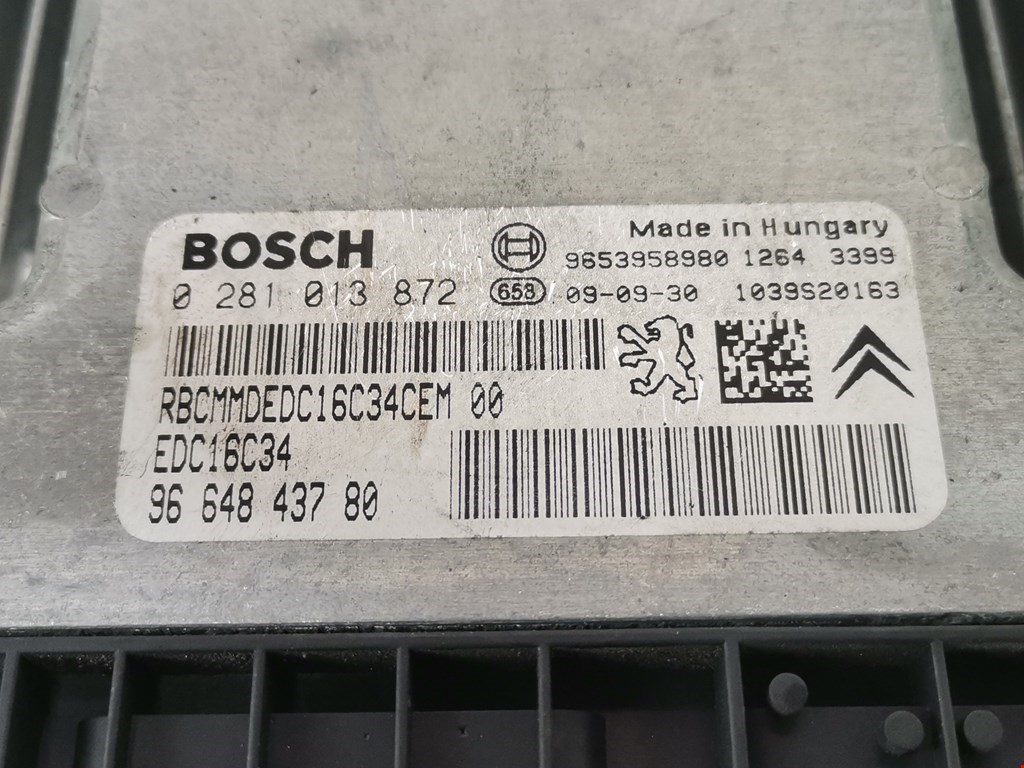 BOSCH
Made in Hungary
9653958980 1264 3399
0 281 013 872
658 09-09-30 1039S20163
RBCMMDEDC16C34CEM 00
EDC16C34
96 648 437 80